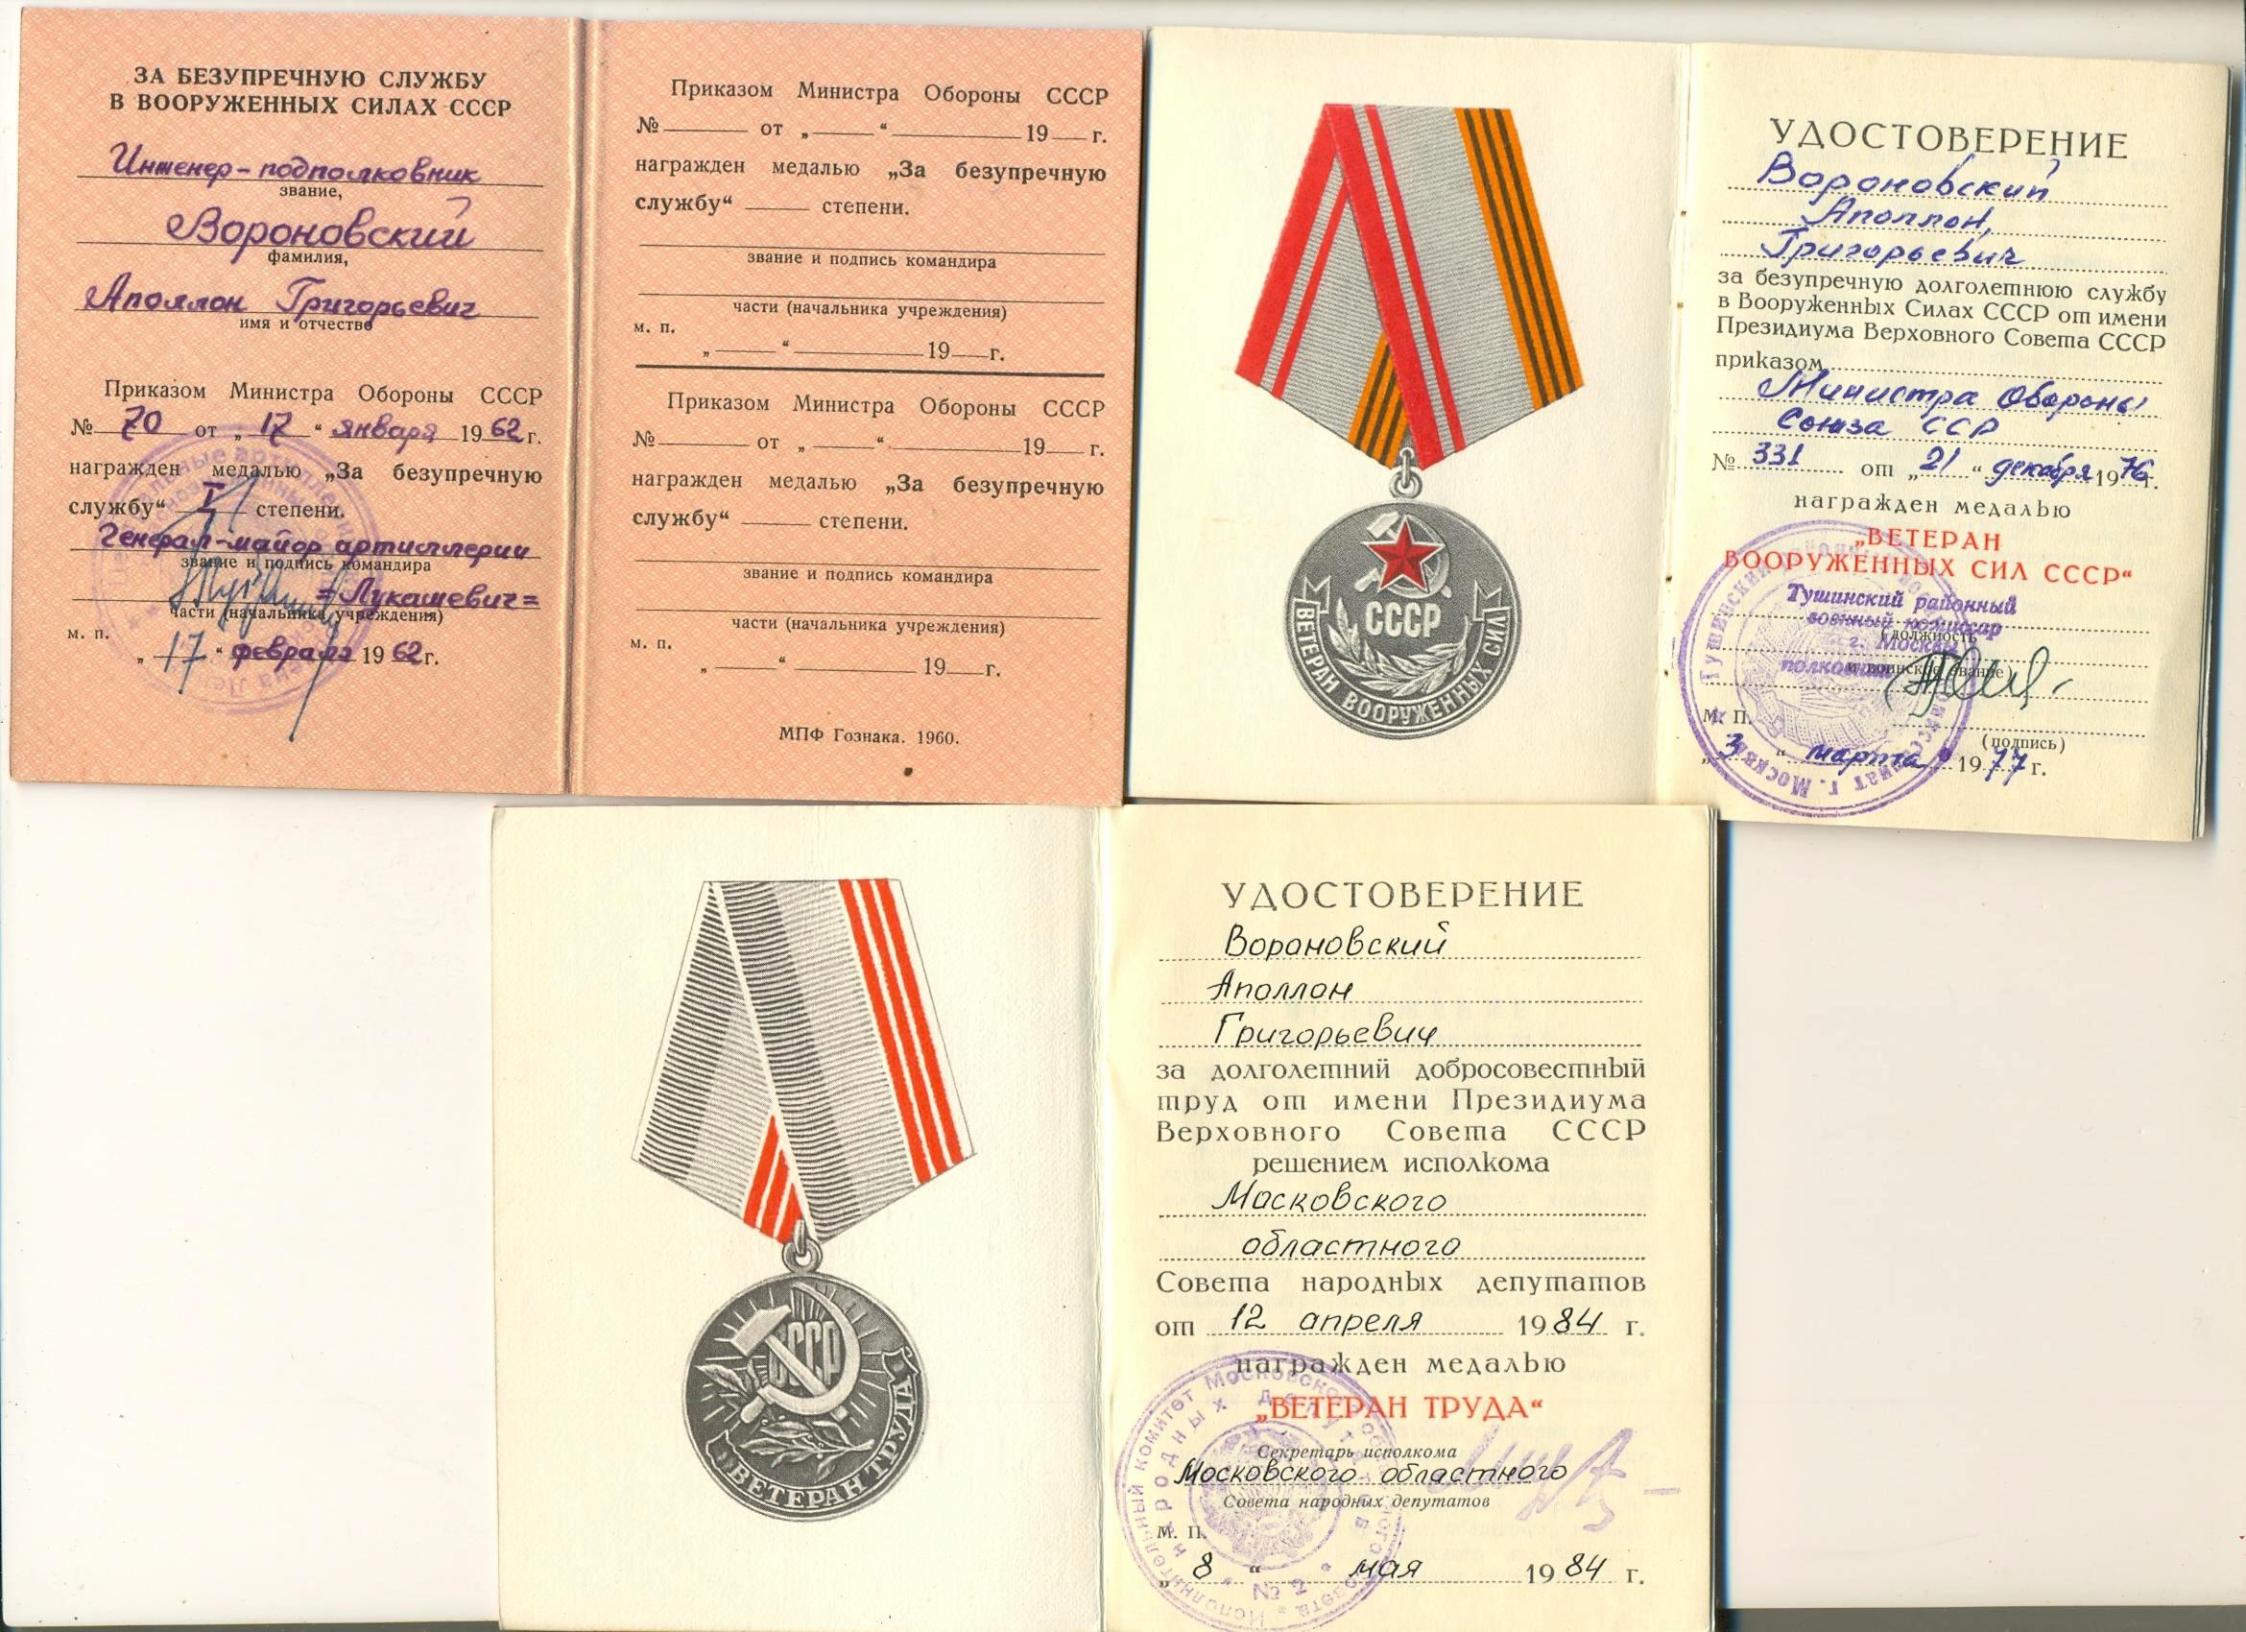 ЗА БЕЗУПРЕЧНУЮ СЛУЖБУ
В ВООРУЖЕННЫХ СИЛАХ СССР
Инженер-подполковник
звание,
Вороновский
фамилия,
Аполлон Григорьевич
имя и отчество
Приказом Министра Обороны СССР
№ 70 от „17“ января 1962 г.
награжден медалью „За безупречную
службу“ I степени.
Генерал-майор артиллерии
звание и подпись командира
=Лукашевич=
части (начальника учреждения)
м. п.
„17“ февраля 1962 г.
Приказом Министра Обороны СССР
№ от „ “ 19 г.
награжден медалью „За безупречную
службу“ степени.
звание и подпись командира
части (начальника учреждения)
м. п.
„ “ 19 г.
Приказом Министра Обороны СССР
№ от „ “ 19 г.
награжден медалью „За безупречную
службу“ степени.
звание и подпись командира
части (начальника учреждения)
м. п.
„ “ 19 г.
МПФ Гознака. 1960.
СССР
ВЕТЕРАН ВООРУЖЕННЫХ СИЛ
УДОСТОВЕРЕНИЕ
Вороновский
Аполлон,
Григорьевич
за безупречную долголетнюю службу
в Вооруженных Силах СССР от имени
Президиума Верховного Совета СССР
приказом
Министра Обороны
Союза ССР
№ 331 от „21“ декабря 1976 г.
награжден медалью
„ВЕТЕРАН
ВООРУЖЕННЫХ СИЛ СССР“
Тушинский районный
военный комиссар
(должность
г. Москвы
полковник
и воинское звание)
М. П.
(подпись)
„3“ марта 1977 г.
СССР
ВЕТЕРАН ТРУДА
УДОСТОВЕРЕНИЕ
Вороновский
Аполлон
Григорьевич
за долголетний добросовестный
труд от имени Президиума
Верховного Совета СССР
решением исполкома
Московского
областного
Совета народных депутатов
от 12 апреля 1984 г.
награжден медалью
„ВЕТЕРАН ТРУДА“
Секретарь исполкома
Московского областного
Совета народных депутатов
М. П.
„8“ мая 1984 г.